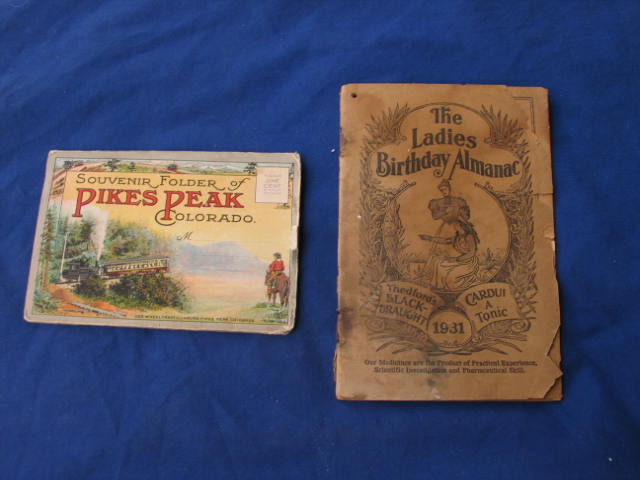 SOUVENIR FOLDER of
PIKES PEAK
COLORADO.
M
The
Ladies
Birthday Almanac
Thedford's
BLACK-
DRAUGHT
CARDUI
A
Tonic
1931
Our Medicines are the Product of Practical Experience,
Scientific Investigation and Pharmaceutical Skill.